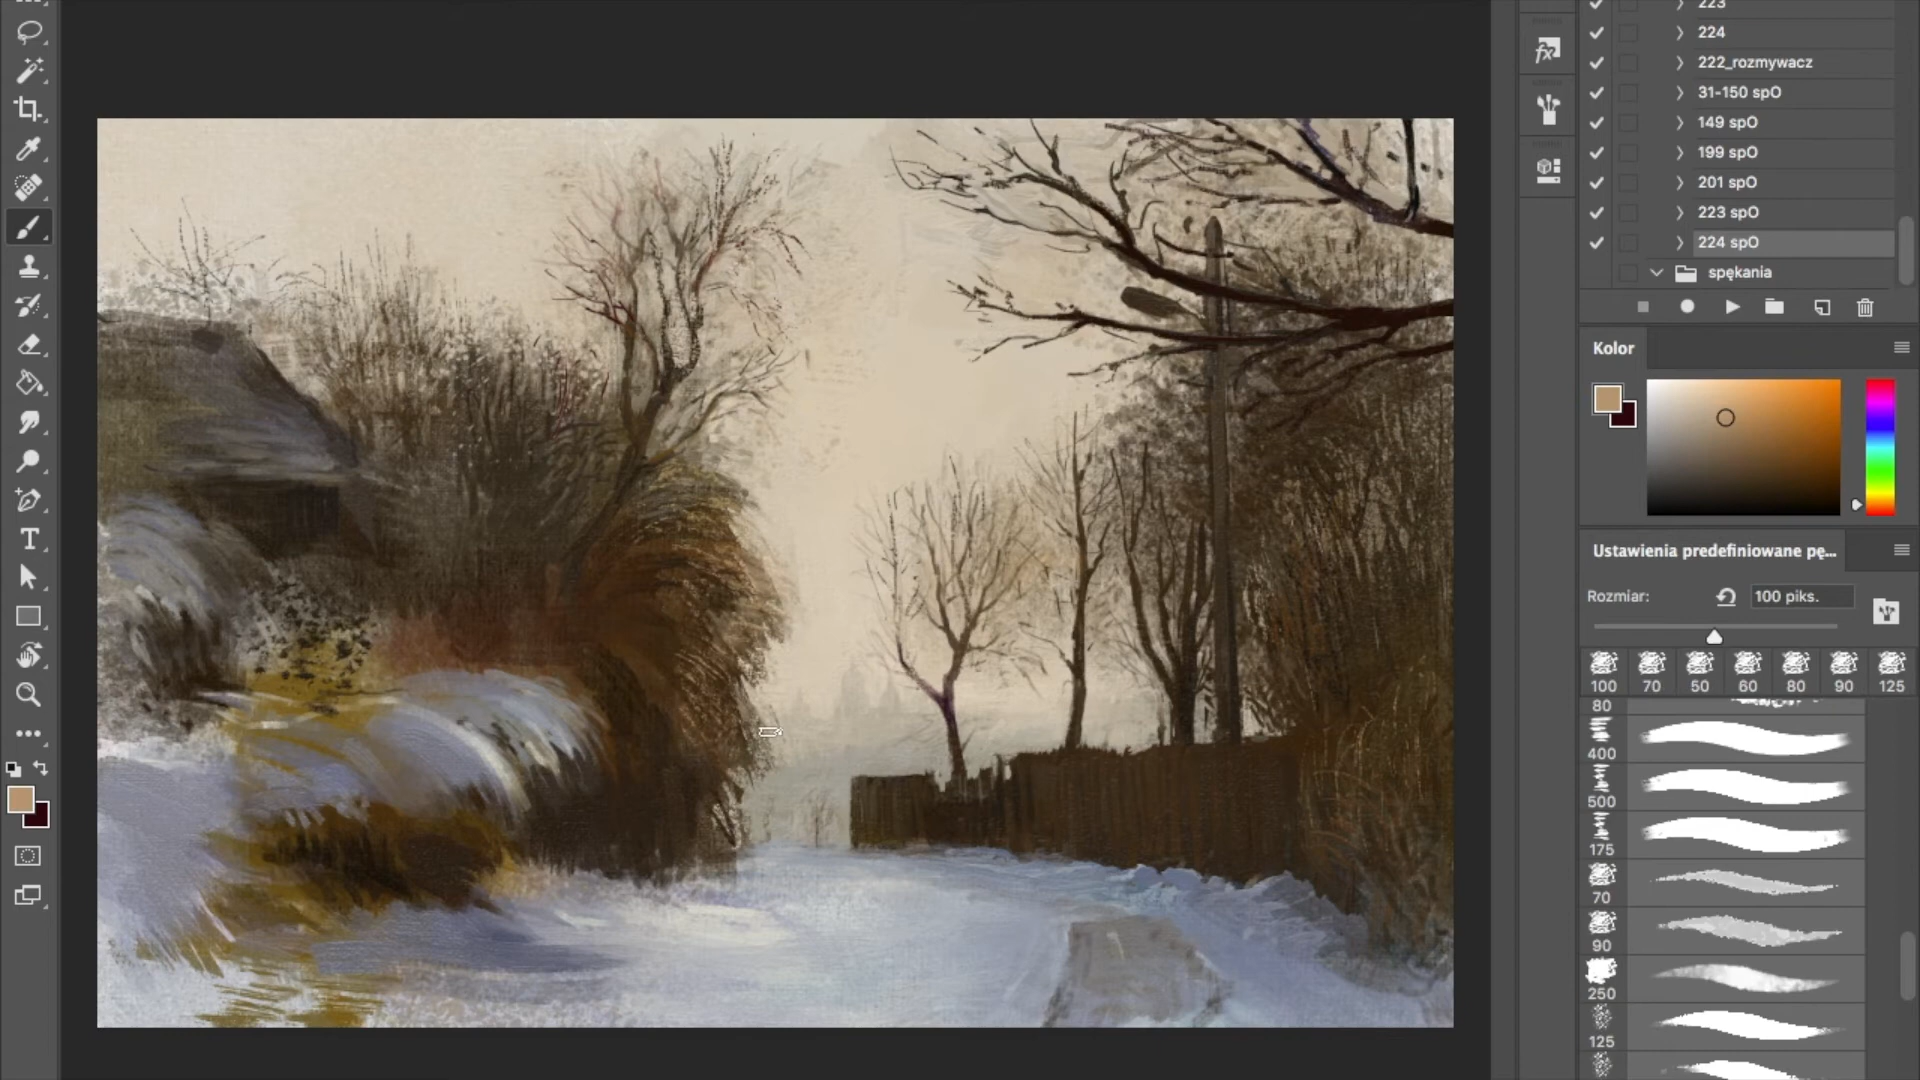 223
224
222_rozmywacz
31-150 spO
149 spO
199 spO
201 spO
223 spO
224 spO
spękania
Kolor
Ustawienia predefiniowane pę...
Rozmiar:
100 piks.
100 70 50 60 80 90 125
80
400
500
175
70
90
250
125
T
fx